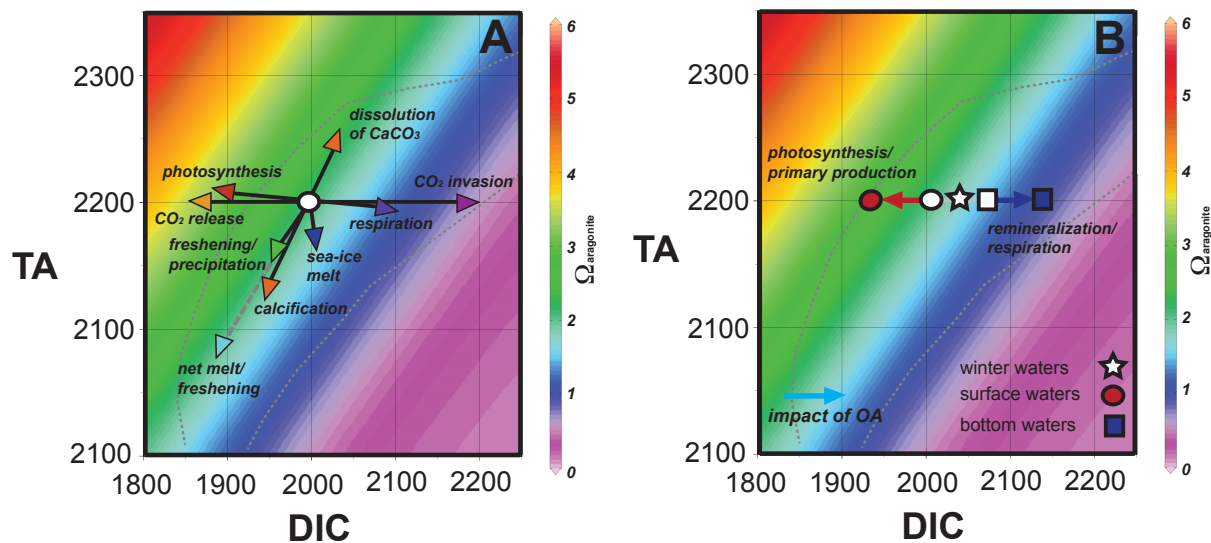 A
TA
2300
2200
2100
2100
dissolution
of CaCO₃
photosynthesis
CO₂ invasion
CO₂ release
respiration
freshening/
precipitation
sea-ice
melt
calcification
net melt/
freshening
1800 1900 2000 2100 2200
DIC
6
5
4
3
2
1
0
Ω aragonite
B
TA
2300
2200
2100
2100
photosynthesis/
primary production
remineralization/
respiration
winter waters
surface waters
bottom waters
impact of OA
1800 1900 2000 2100 2200
DIC
6
5
4
3
2
1
0
Ω aragonite